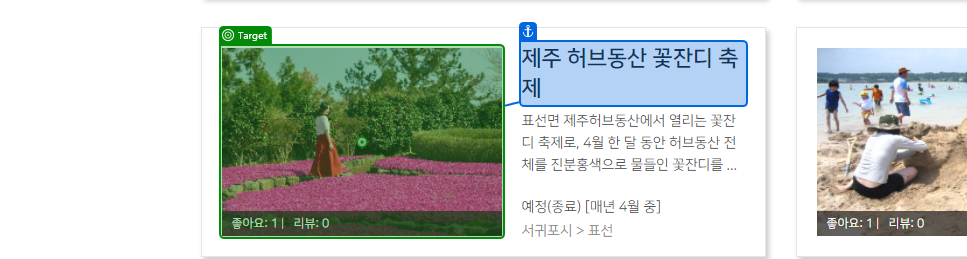 Target
제주 허브동산 꽃잔디 축
제
표선면 제주허브동산에서 열리는 꽃잔
디 축제로, 4월 한 달 동안 허브동산 전
체를 진분홍색으로 물들인 꽃잔디를 ...
예정(종료) [매년 4월 중]
서귀포시 > 표선
좋아요: 1 | 리뷰: 0
좋아요: 1 | 리뷰: 0